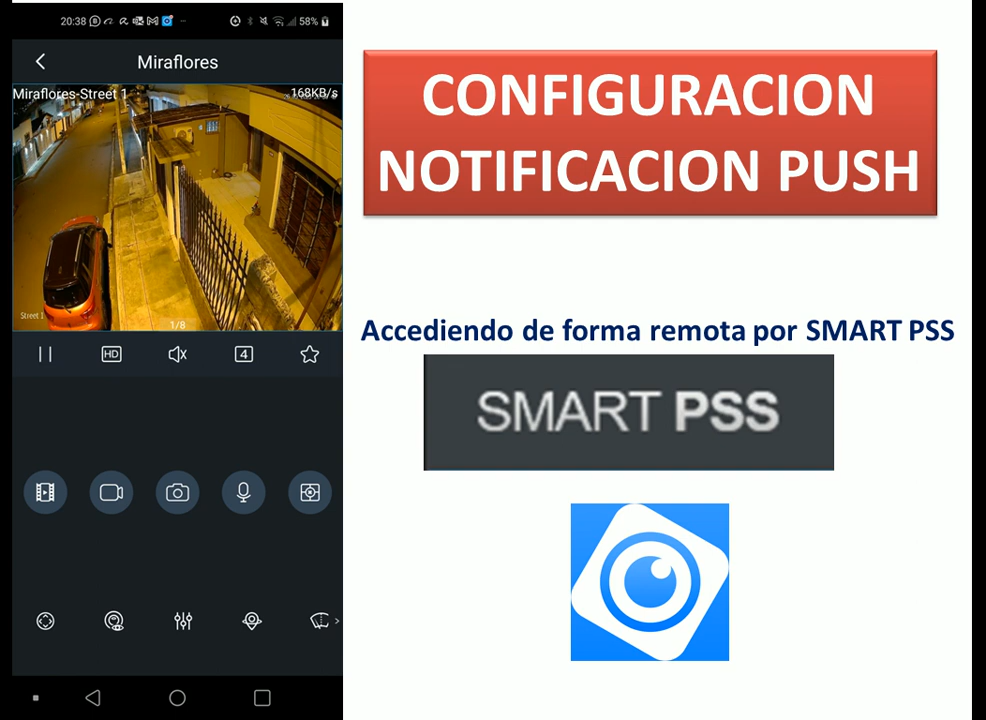 20:38
58%
Miraflores
Miraflores-Street 1
168KB/s
Street 1
1/8
HD
4
CONFIGURACION
NOTIFICACION PUSH
Accediendo de forma remota por SMART PSS
SMART PSS